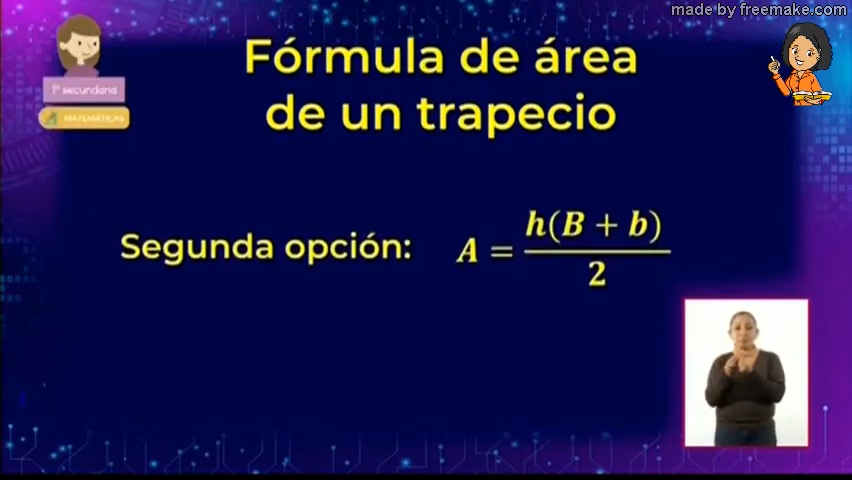 made by freemake.com
Fórmula de área
de un trapecio
1° secundaria
MATEMÁTICAS
Segunda opción: A = h(B + b) / 2